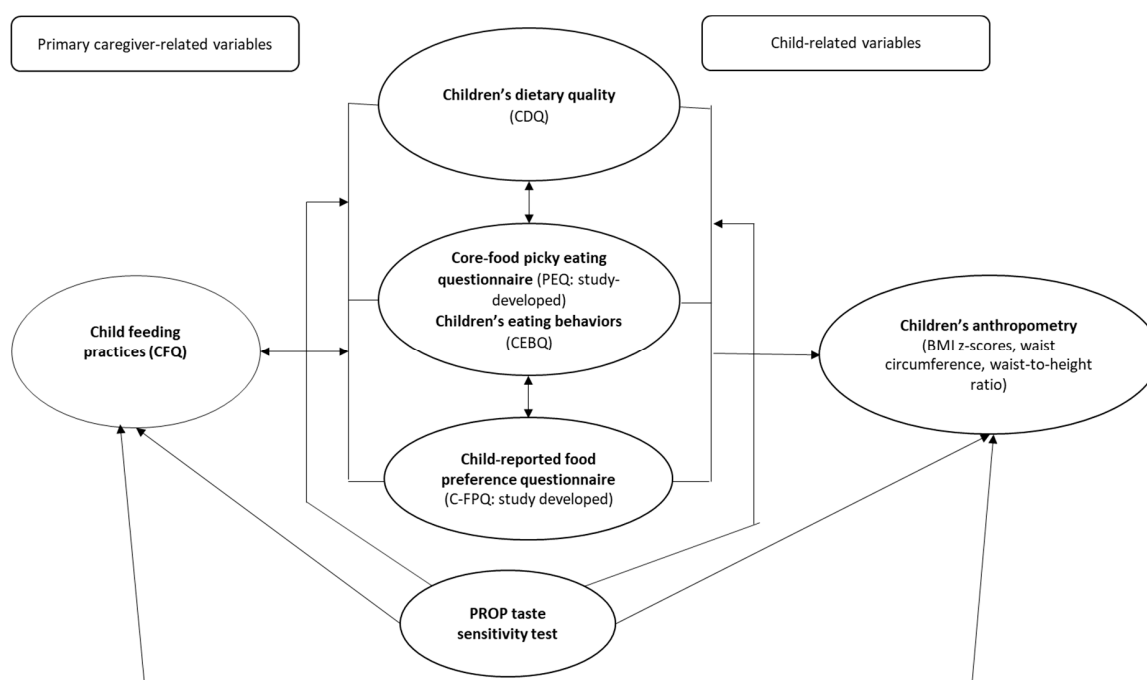 Primary caregiver-related variables
Child-related variables
Children's dietary quality
(CDQ)
Core-food picky eating
questionnaire (PEQ: study-
developed)
Children's eating behaviors
(CEBQ)
Child feeding
practices (CFQ)
Children's anthropometry
(BMI z-scores, waist
circumference, waist-to-height
ratio)
Child-reported food
preference questionnaire
(C-FPQ: study developed)
PROP taste
sensitivity test